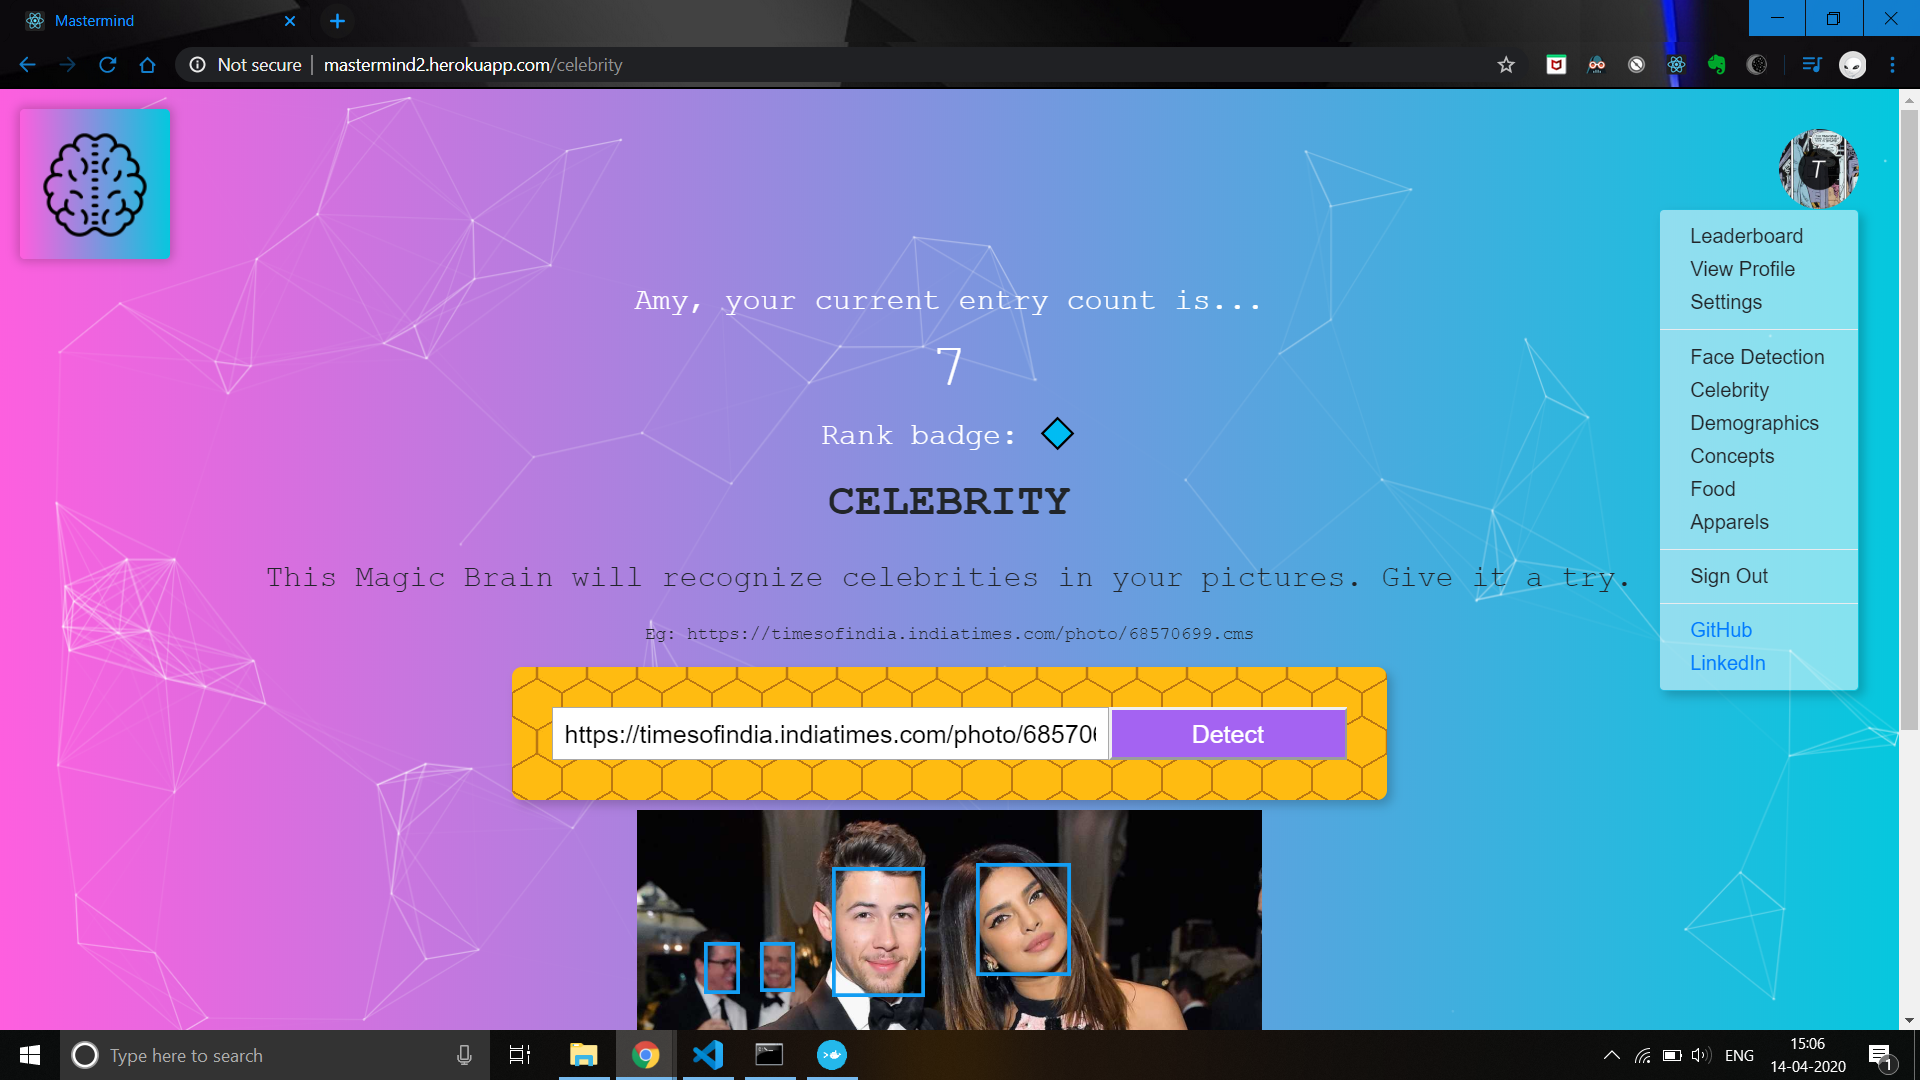 Mastermind
Not secure
mastermind2.herokuapp.com/celebrity
T
Leaderboard
View Profile
Settings
Face Detection
Celebrity
Demographics
Concepts
Food
Apparels
Sign Out
GitHub
LinkedIn
Amy, your current entry count is...
7
Rank badge:
CELEBRITY
This Magic Brain will recognize celebrities in your pictures. Give it a try.
Eg: https://timesofindia.indiatimes.com/photo/68570699.cms
https://timesofindia.indiatimes.com/photo/68570
Detect
Type here to search
ENG
15:06
14-04-2020
1